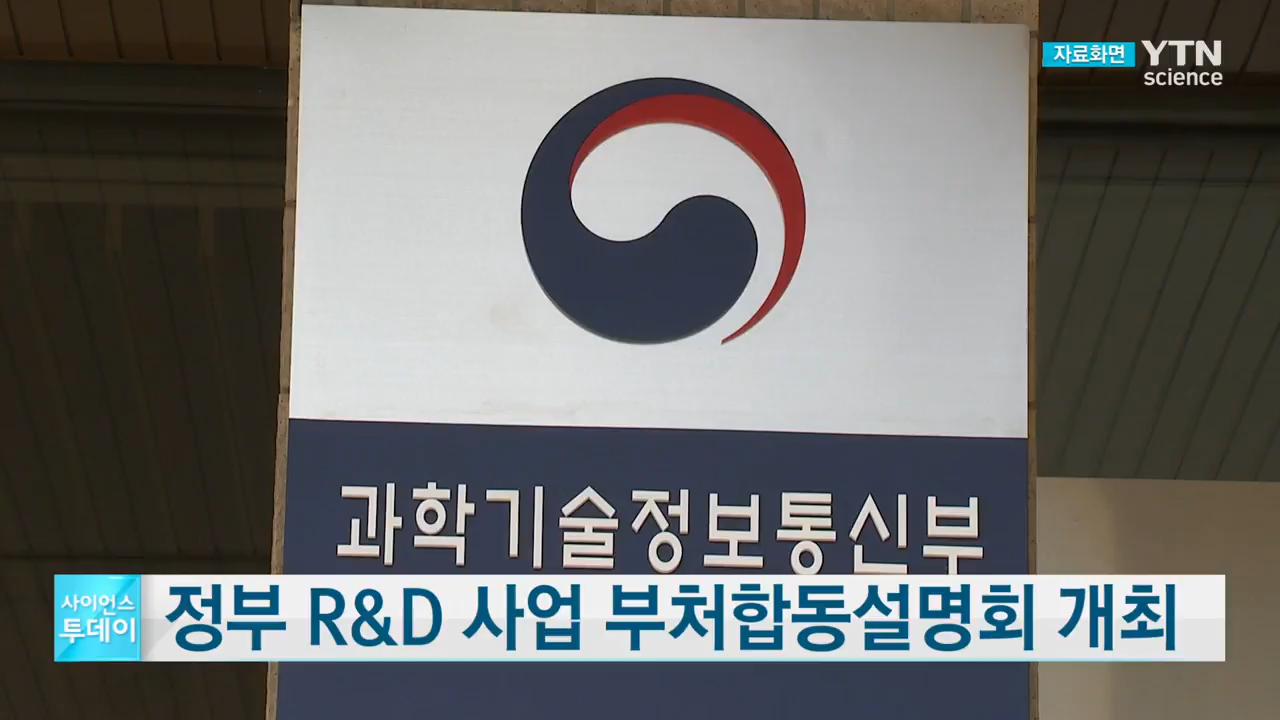 자료화면
YTN
science
과학기술정보통신부
사이언스
투데이
정부 R&D 사업 부처합동설명회 개최